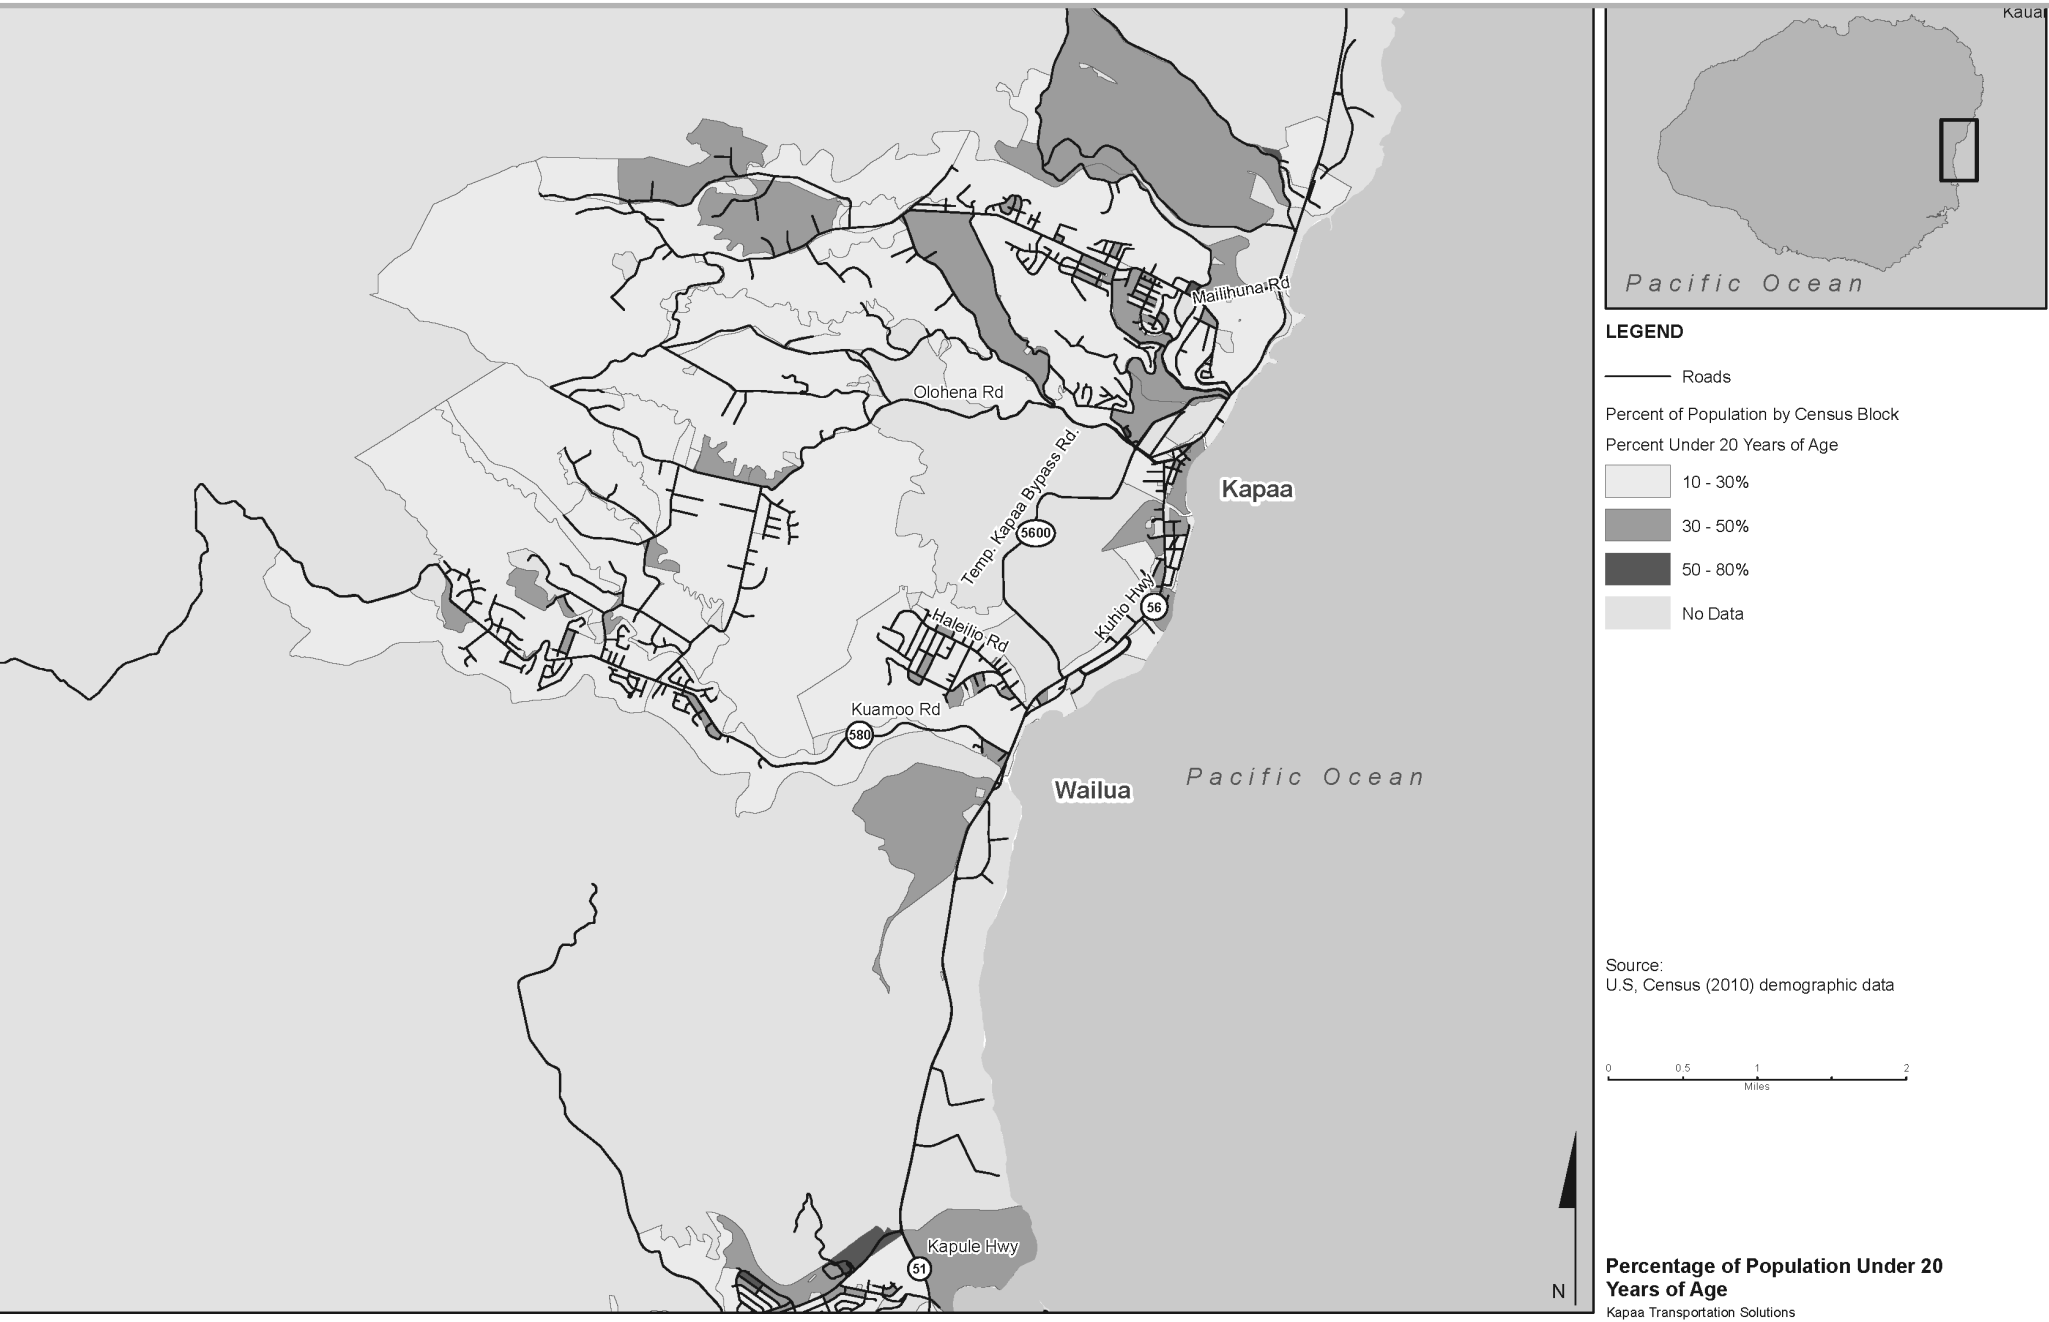 Kauai
Pacific Ocean
LEGEND
Roads
Percent of Population by Census Block
Percent Under 20 Years of Age
10 - 30%
30 - 50%
50 - 80%
No Data
Mailihuna Rd
Olohena Rd
Temp. Kapaa Bypass Rd.
Kapaa
5600
Kuhio Hwy
56
Haleilio Rd
Kuamoo Rd
580
Wailua
Pacific Ocean
Kapule Hwy
51
N
Source:
U.S, Census (2010) demographic data
0 0.5 1 2
Miles
Percentage of Population Under 20
Years of Age
Kapaa Transportation Solutions